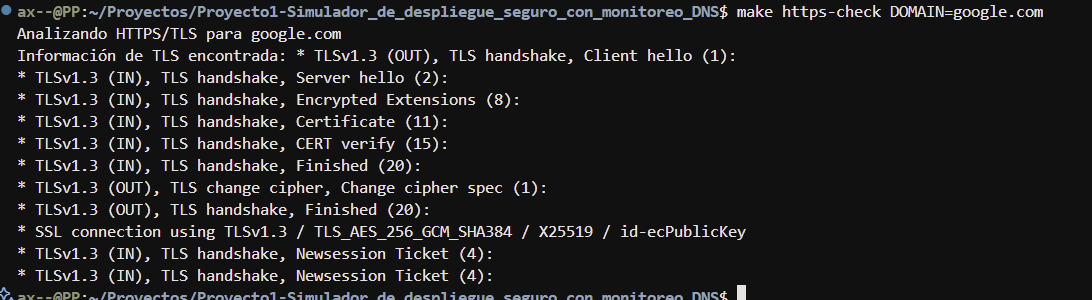 ax--@PP:~/Proyectos/Proyecto1-Simulador_de_despliegue_seguro_con_monitoreo_DNS$ make https-check DOMAIN=google.com
Analizando HTTPS/TLS para google.com
Información de TLS encontrada: * TLSv1.3 (OUT), TLS handshake, Client hello (1):
* TLSv1.3 (IN), TLS handshake, Server hello (2):
* TLSv1.3 (IN), TLS handshake, Encrypted Extensions (8):
* TLSv1.3 (IN), TLS handshake, Certificate (11):
* TLSv1.3 (IN), TLS handshake, CERT verify (15):
* TLSv1.3 (IN), TLS handshake, Finished (20):
* TLSv1.3 (OUT), TLS change cipher, Change cipher spec (1):
* TLSv1.3 (OUT), TLS handshake, Finished (20):
* SSL connection using TLSv1.3 / TLS_AES_256_GCM_SHA384 / X25519 / id-ecPublicKey
* TLSv1.3 (IN), TLS handshake, Newsession Ticket (4):
* TLSv1.3 (IN), TLS handshake, Newsession Ticket (4):
ax--@PP:~/Proyectos/Proyecto1-Simulador_de_despliegue_seguro_con_monitoreo_DNS$